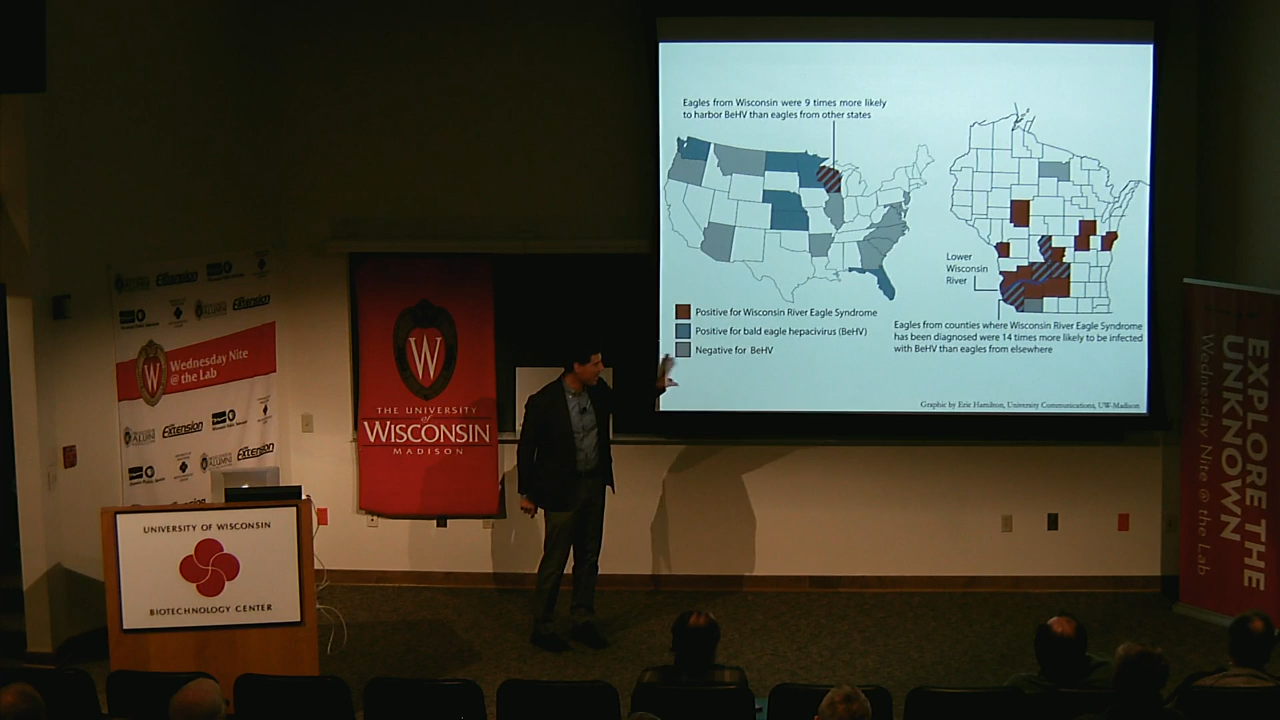 Eagles from Wisconsin were 9 times more likely
to harbor BeHV than eagles from other states
Lower
Wisconsin
River
Positive for Wisconsin River Eagle Syndrome
Positive for bald eagle hepacivirus (BeHV)
Negative for BeHV
Eagles from counties where Wisconsin River Eagle Syndrome
has been diagnosed were 14 times more likely to be infected
with BeHV than eagles from elsewhere
Graphic by Eric Hamilton, University Communications, UW-Madison
Extension
Extension
W
Wednesday Nite
@ the Lab
Extension
Extension
W
THE UNIVERSITY
of
WISCONSIN
MADISON
UNIVERSITY OF WISCONSIN
BIOTECHNOLOGY CENTER
EXPLORE THE
UNKNOWN
Wednesday Nite @ the Lab